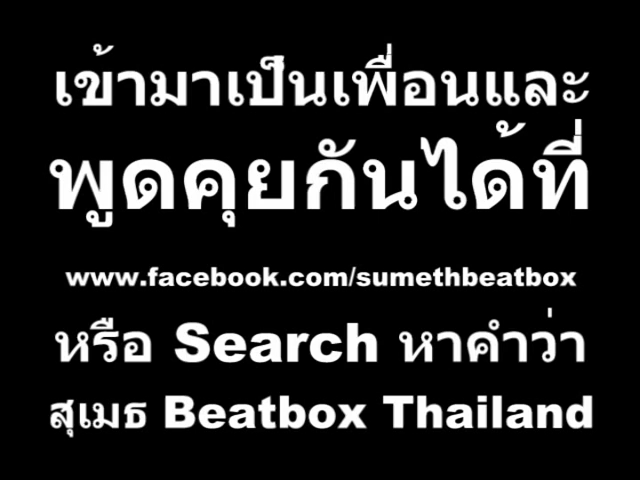 เข้ามาเป็นเพื่อนและ
พูดคุยกันได้ที่
www.facebook.com/sumethbeatbox
หรือ Search หาคำว่า
สุเมธ Beatbox Thailand